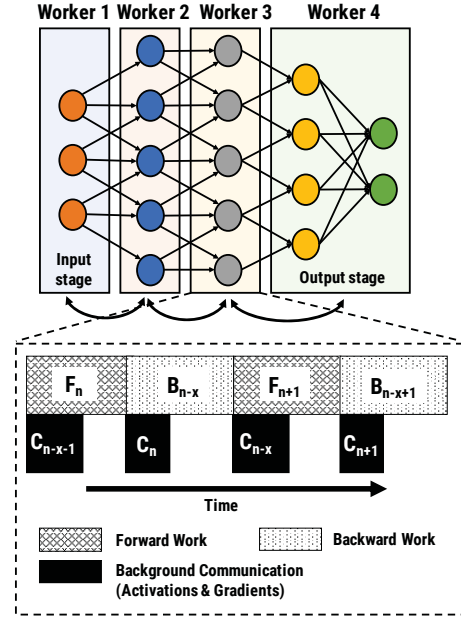 Worker 1 Worker 2 Worker 3 Worker 4
Input
stage
Output stage
Fn Bn-x Fn+1 Bn-x+1
Cn-x-1 Cn Cn-x Cn+1
Time
Forward Work Backward Work
Background Communication
(Activations & Gradients)